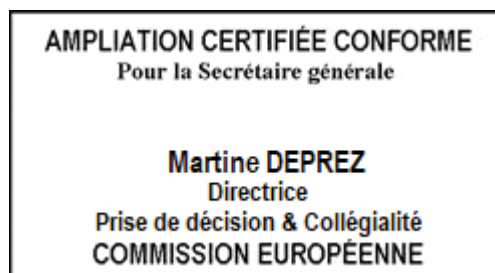 AMPLIATION CERTIFIÉE CONFORME
Pour la Secrétaire générale
Martine DEPREZ
Directrice
Prise de décision & Collégialité
COMMISSION EUROPÉENNE